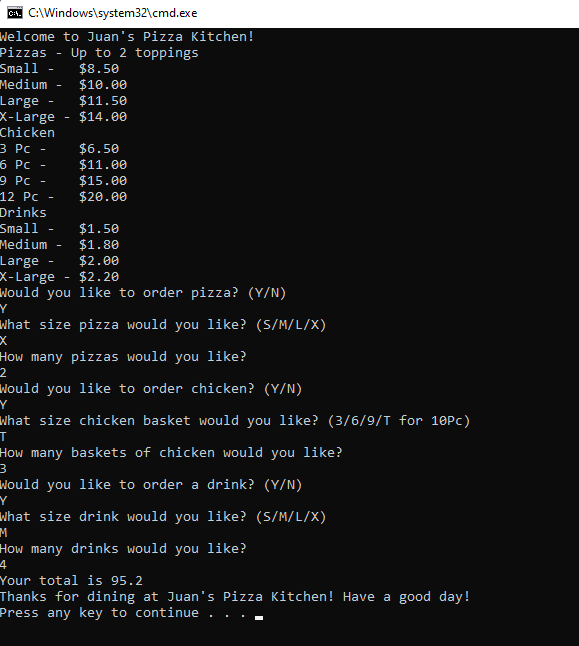 C:\Windows\system32\cmd.exe
Welcome to Juan's Pizza Kitchen!
Pizzas - Up to 2 toppings
Small -   $8.50
Medium -  $10.00
Large -   $11.50
X-Large - $14.00
Chicken
3 Pc -    $6.50
6 Pc -    $11.00
9 Pc -    $15.00
12 Pc -   $20.00
Drinks
Small -   $1.50
Medium -  $1.80
Large -   $2.00
X-Large - $2.20
Would you like to order pizza? (Y/N)
Y
What size pizza would you like? (S/M/L/X)
X
How many pizzas would you like?
2
Would you like to order chicken? (Y/N)
Y
What size chicken basket would you like? (3/6/9/T for 10Pc)
T
How many baskets of chicken would you like?
3
Would you like to order a drink? (Y/N)
Y
What size drink would you like? (S/M/L/X)
M
How many drinks would you like?
4
Your total is 95.2
Thanks for dining at Juan's Pizza Kitchen! Have a good day!
Press any key to continue . . .